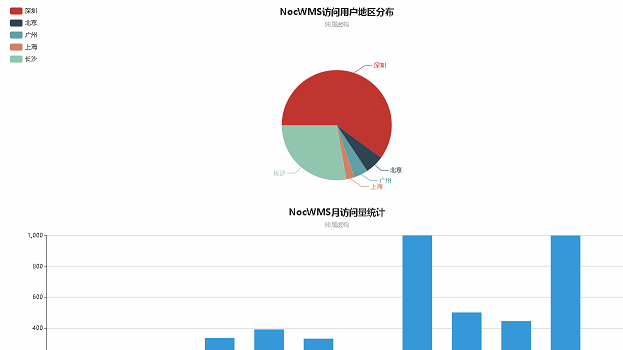 深圳
北京
广州
上海
长沙
NocWMS访问用户地区分布
纯属虚构
深圳
北京
广州
上海
长沙
NocWMS月访问量统计
纯属虚构
1,000
800
600
400